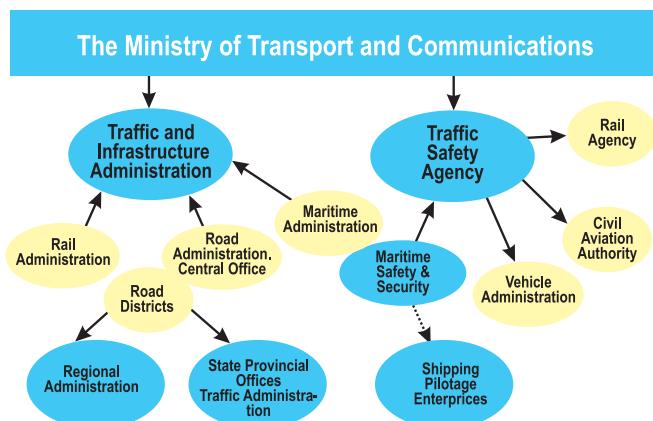 The Ministry of Transport and Communications
Traffic and
Infrastructure
Administration
Traffic
Safety
Agency
Rail
Agency
Maritime
Administration
Rail
Administration
Road
Administration.
Central Office
Civil
Aviation
Authority
Maritime
Safety &
Security
Vehicle
Administration
Road
Districts
Regional
Administration
State Provincial
Offices
Traffic Administra-
tion
Shipping
Pilotage
Enterprices